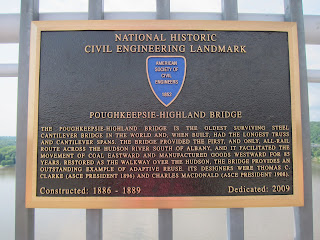 NATIONAL HISTORIC
CIVIL ENGINEERING LANDMARK
AMERICAN
SOCIETY OF
CIVIL
ENGINEERS
1852
POUGHKEEPSIE-HIGHLAND BRIDGE
THE POUGHKEEPSIE-HIGHLAND BRIDGE IS THE OLDEST SURVIVING STEEL
CANTILEVER BRIDGE IN THE WORLD AND, WHEN BUILT, HAD THE LONGEST TRUSS
AND CANTILEVER SPANS. THE BRIDGE PROVIDED THE FIRST, AND ONLY, ALL-RAIL
ROUTE ACROSS THE HUDSON RIVER SOUTH OF ALBANY, AND IT FACILITATED THE
MOVEMENT OF COAL EASTWARD AND MANUFACTURED GOODS WESTWARD FOR 85
YEARS. RESTORED AS THE WALKWAY OVER THE HUDSON, THE BRIDGE PROVIDES AN
OUTSTANDING EXAMPLE OF ADAPTIVE REUSE. ITS DESIGNERS WERE THOMAS C.
CLARKE (ASCE PRESIDENT 1896) AND CHARLES MACDONALD (ASCE PRESIDENT 1908).
Constructed: 1886 - 1889
Dedicated: 2009